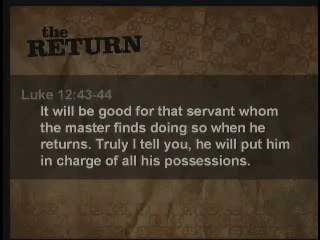 the
RETURN
Luke 12:43-44
It will be good for that servant whom
the master finds doing so when he
returns. Truly I tell you, he will put him
in charge of all his possessions.